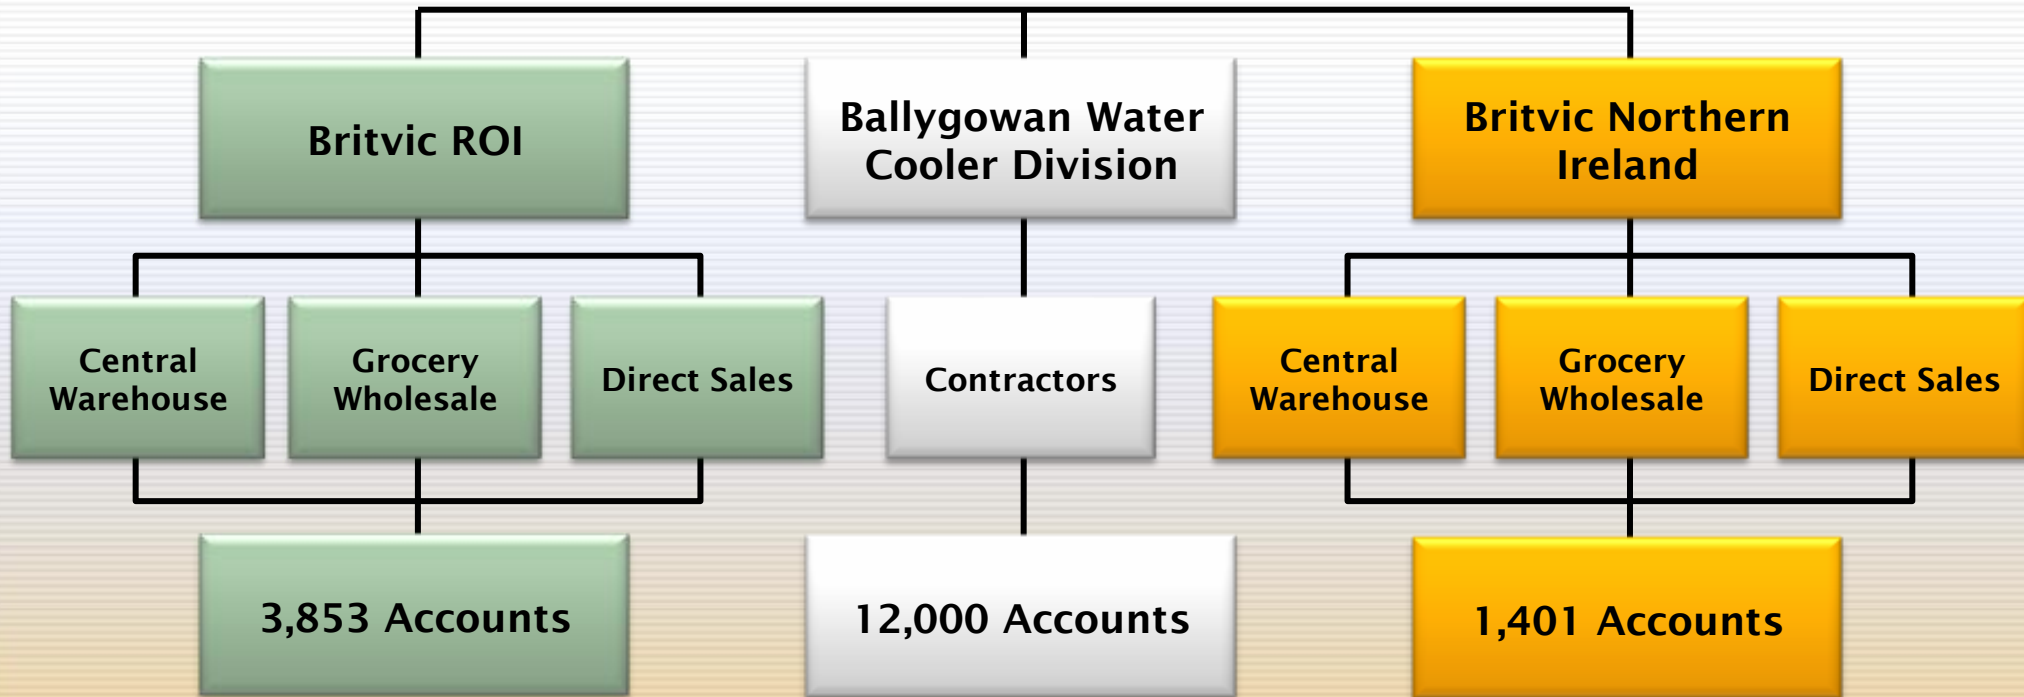 Britvic ROI
Ballygowan Water
Cooler Division
Britvic Northern
Ireland
Central
Warehouse
Grocery
Wholesale
Direct Sales
Contractors
Central
Warehouse
Grocery
Wholesale
Direct Sales
3,853 Accounts
12,000 Accounts
1,401 Accounts